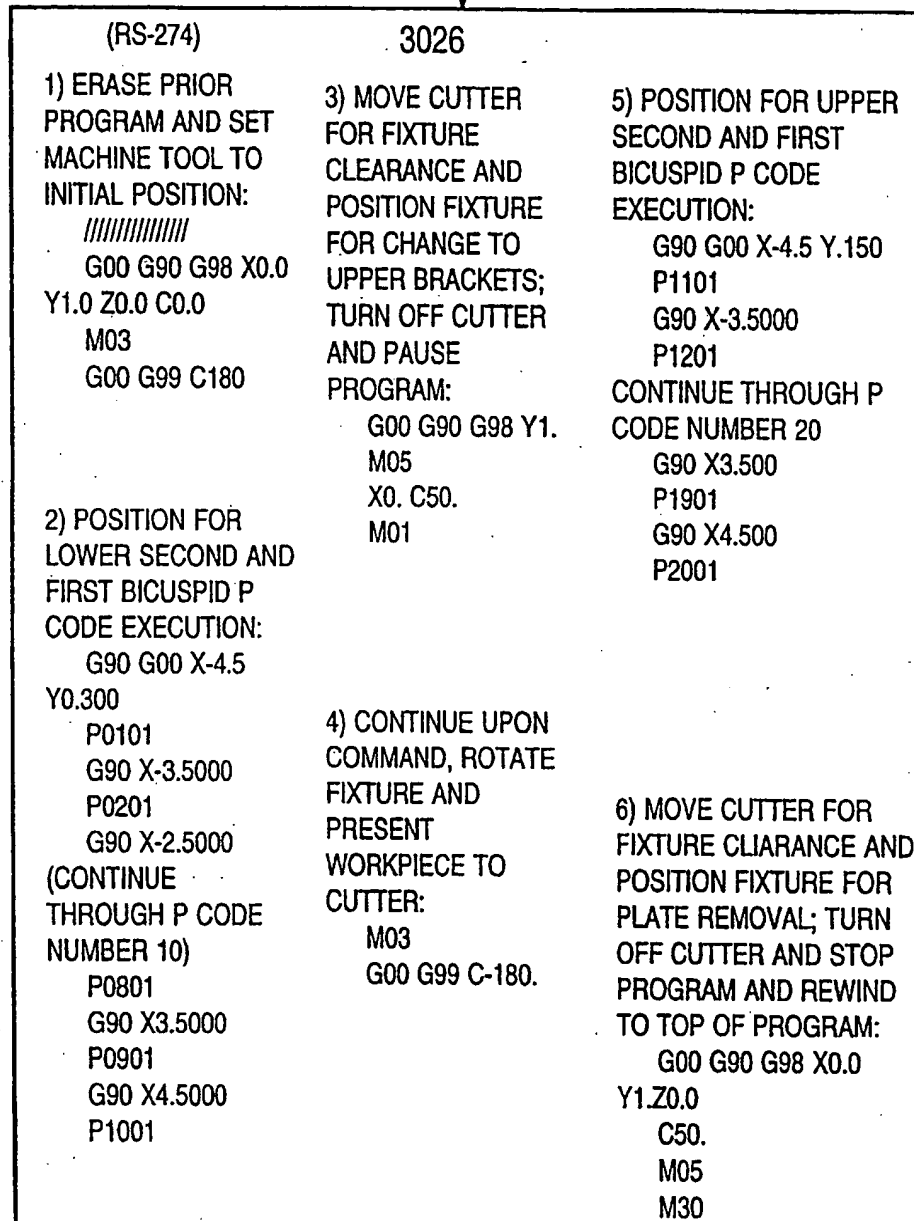 (RS-274)
3026
1) ERASE PRIOR
PROGRAM AND SET
MACHINE TOOL TO
INITIAL POSITION:
////////////////
G00 G90 G98 X0.0
Y1.0 Z0.0 C0.0
M03
G00 G99 C180
2) POSITION FOR
LOWER SECOND AND
FIRST BICUSPID P
CODE EXECUTION:
G90 G00 X-4.5
Y0.300
P0101
G90 X-3.5000
P0201
G90 X-2.5000
(CONTINUE
THROUGH P CODE
NUMBER 10)
P0801
G90 X3.5000
P0901
G90 X4.5000
P1001
3) MOVE CUTTER
FOR FIXTURE
CLEARANCE AND
POSITION FIXTURE
FOR CHANGE TO
UPPER BRACKETS;
TURN OFF CUTTER
AND PAUSE
PROGRAM:
G00 G90 G98 Y1.
M05
X0. C50.
M01
4) CONTINUE UPON
COMMAND, ROTATE
FIXTURE AND
PRESENT
WORKPIECE TO
CUTTER:
M03
G00 G99 C-180.
5) POSITION FOR UPPER
SECOND AND FIRST
BICUSPID P CODE
EXECUTION:
G90 G00 X-4.5 Y.150
P1101
G90 X-3.5000
P1201
CONTINUE THROUGH P
CODE NUMBER 20
G90 X3.500
P1901
G90 X4.500
P2001
6) MOVE CUTTER FOR
FIXTURE CLIARANCE AND
POSITION FIXTURE FOR
PLATE REMOVAL; TURN
OFF CUTTER AND STOP
PROGRAM AND REWIND
TO TOP OF PROGRAM:
G00 G90 G98 X0.0
Y1.Z0.0
C50.
M05
M30